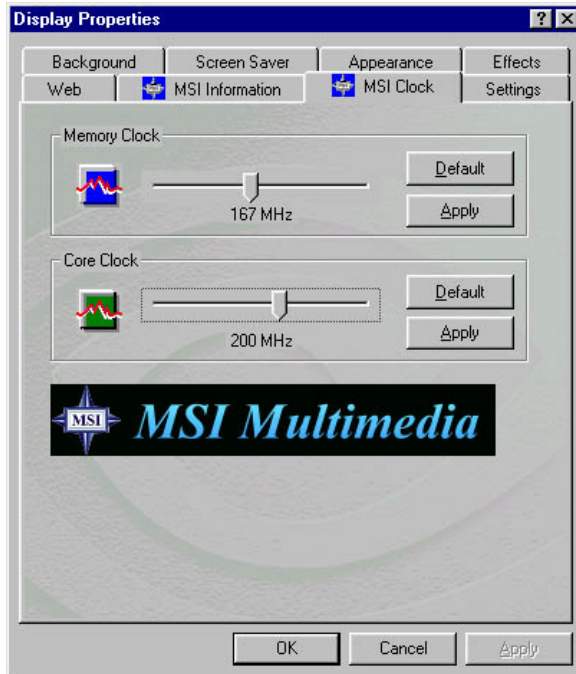 Display Properties
Background Screen Saver Appearance Effects
Web MSI Information MSI Clock Settings
Memory Clock
Default
167 MHz
Apply
Core Clock
Default
200 MHz
Apply
MSI MSI Multimedia
OK Cancel Apply